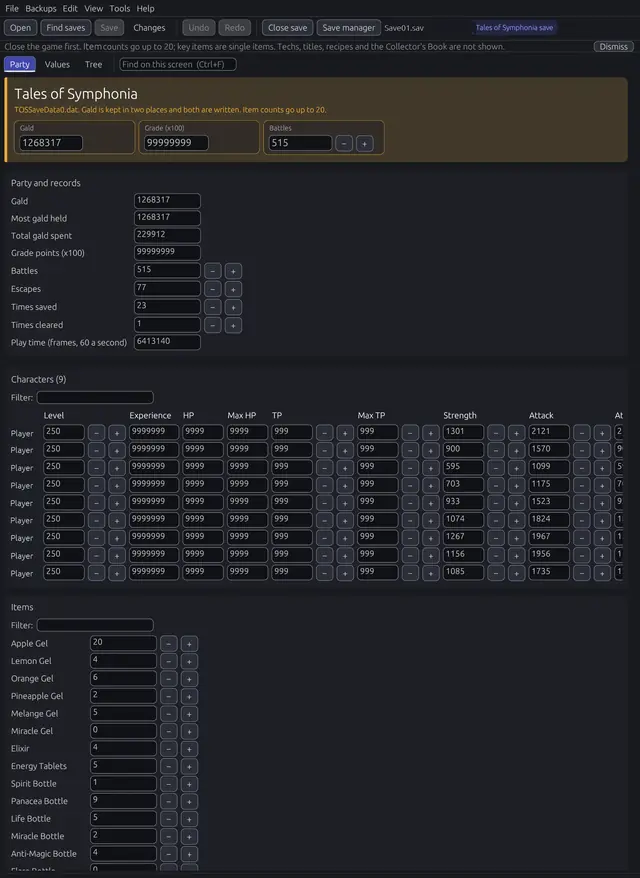 File Backups Edit View Tools Help
Open Find saves Save Changes Undo Redo Close save Save manager Save01.sav Tales of Symphonia save
Close the game first. Item counts go up to 20; key items are single items. Techs, titles, recipes and the Collector's Book are not shown. Dismiss
Party Values Tree Find on this screen (Ctrl+F)
Tales of Symphonia
TOSSaveData0.dat. Gald is kept in two places and both are written. Item counts go up to 20.
Gald Grade (x100) Battles
1268317 99999999 515 − +
Party and records
Gald 1268317
Most gald held 1268317
Total gald spent 229912
Grade points (x100) 99999999
Battles 515 − +
Escapes 77 − +
Times saved 23 − +
Times cleared 1 − +
Play time (frames, 60 a second) 6413140
Characters (9)
Filter:
Level Experience HP Max HP TP Max TP Strength Attack At
Player 250 − + 9999999 9999 9999 999 − + 999 − + 1301 − + 2121 − + 2
Player 250 − + 9999999 9999 9999 999 − + 999 − + 900 − + 1570 − +
Player 250 − + 9999999 9999 9999 999 − + 999 − + 595 − + 1099 − +
Player 250 − + 9999999 9999 9999 999 − + 999 − + 703 − + 1175 − +
Player 250 − + 9999999 9999 9999 999 − + 999 − + 933 − + 1523 − +
Player 250 − + 9999999 9999 9999 999 − + 999 − + 1074 − + 1824 − +
Player 250 − + 9999999 9999 9999 999 − + 999 − + 1267 − + 1967 − +
Player 250 − + 9999999 9999 9999 999 − + 999 − + 1156 − + 1956 − +
Player 250 − + 9999999 9999 9999 999 − + 999 − + 1085 − + 1735 − +
Items
Filter:
Apple Gel 20 − +
Lemon Gel 4 − +
Orange Gel 6 − +
Pineapple Gel 2 − +
Melange Gel 5 − +
Miracle Gel 0 − +
Elixir 4 − +
Energy Tablets 5 − +
Spirit Bottle 1 − +
Panacea Bottle 9 − +
Life Bottle 5 − +
Miracle Bottle 2 − +
Anti-Magic Bottle 4 − +